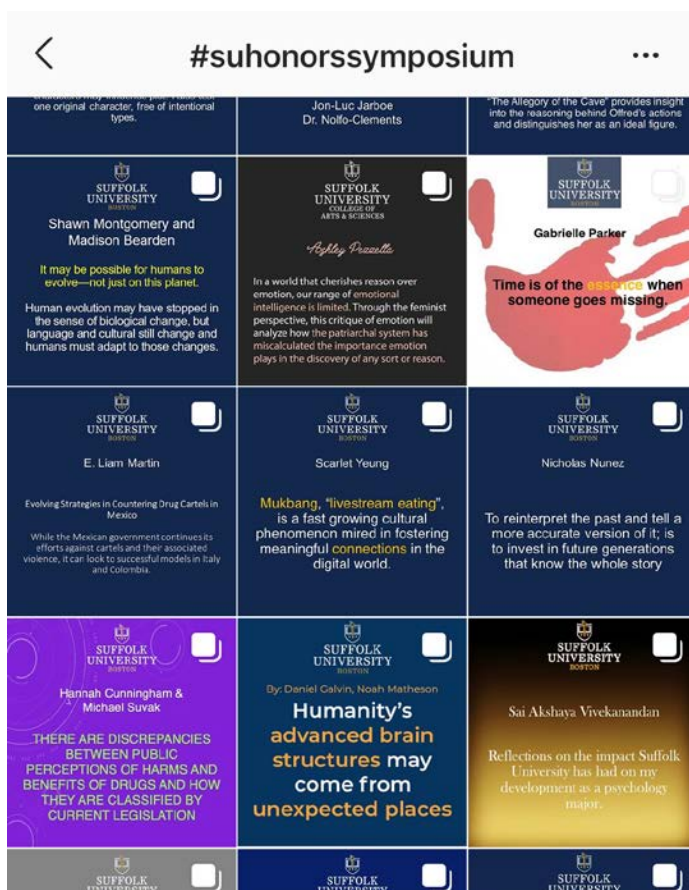 #suhonorssymposium
one original character, free of intentional
types.
Jon-Luc Jarboe
Dr. Nolfo-Clements
"The Allegory of the Cave" provides insight
into the reasoning behind Offred's actions
and distinguishes her as an ideal figure.
SUFFOLK
UNIVERSITY
BOSTON
Shawn Montgomery and
Madison Bearden
It may be possible for humans to
evolve—not just on this planet.
Human evolution may have stopped in
the sense of biological change, but
language and cultural still change and
humans must adapt to those changes.
SUFFOLK
UNIVERSITY
COLLEGE OF
ARTS & SCIENCES
Ashley Pizzella
In a world that cherishes reason over
emotion, our range of emotional
intelligence is limited. Through the feminist
perspective, this critique of emotion will
analyze how the patriarchal system has
miscalculated the importance emotion
plays in the discovery of any sort or reason.
SUFFOLK
UNIVERSITY
BOSTON
Gabrielle Parker
Time is of the essence when
someone goes missing.
SUFFOLK
UNIVERSITY
BOSTON
E. Liam Martin
Evolving Strategies in Countering Drug Cartels in
Mexico
While the Mexican government continues its
efforts against cartels and their associated
violence, it can look to successful models in Italy
and Colombia.
SUFFOLK
UNIVERSITY
BOSTON
Scarlet Yeung
Mukbang, "livestream eating",
is a fast growing cultural
phenomenon mired in fostering
meaningful connections in the
digital world.
SUFFOLK
UNIVERSITY
BOSTON
Nicholas Nunez
To reinterpret the past and tell a
more accurate version of it; is
to invest in future generations
that know the whole story
SUFFOLK
UNIVERSITY
BOSTON
Hannah Cunningham &
Michael Suvak
THERE ARE DISCREPANCIES
BETWEEN PUBLIC
PERCEPTIONS OF HARMS AND
BENEFITS OF DRUGS AND HOW
THEY ARE CLASSIFIED BY
CURRENT LEGISLATION
SUFFOLK
UNIVERSITY
BOSTON
By: Daniel Galvin, Noah Matheson
Humanity's
advanced brain
structures may
come from
unexpected places
SUFFOLK
UNIVERSITY
BOSTON
Sai Akshaya Vivekanandan
Reflections on the impact Suffolk
University has had on my
development as a psychology
major.
SUFFOLK
UNIVERSITY
SUFFOLK
UNIVERSITY
SUFFOLK
UNIVERSITY